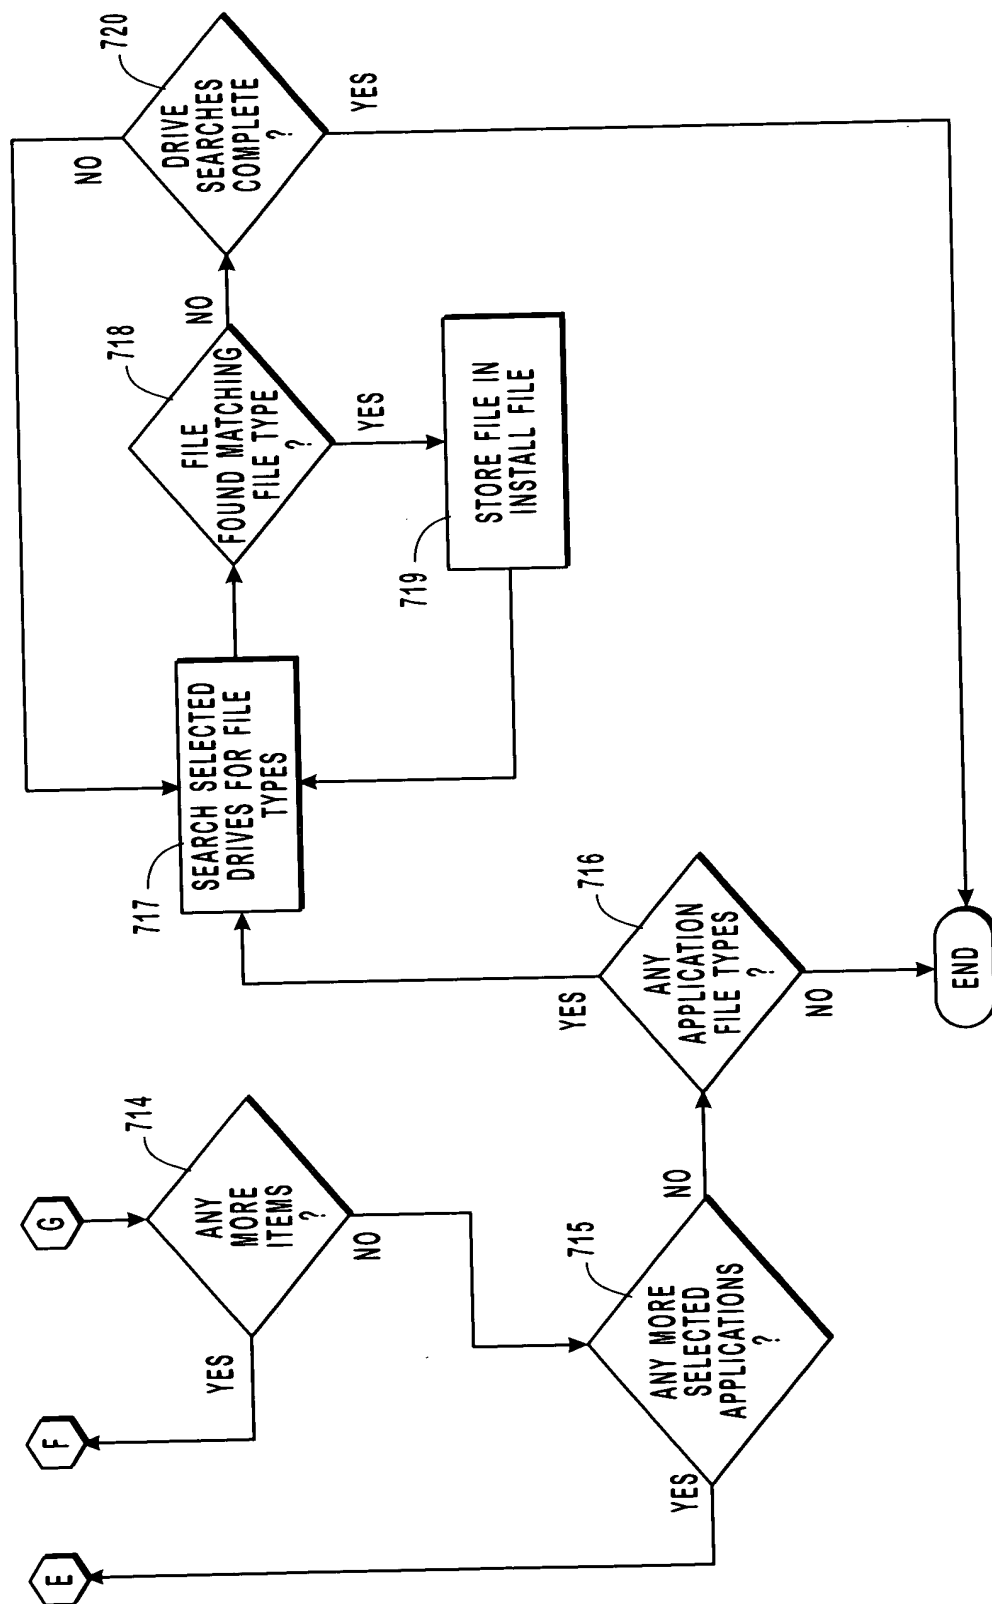 E
F
G
714
ANY
MORE
ITEMS
?
YES
NO
715
ANY MORE
SELECTED
APPLICATIONS
?
YES
NO
716
ANY
APPLICATION
FILE TYPES
?
YES
NO
717
SEARCH SELECTED
DRIVES FOR FILE
TYPES
718
FILE
FOUND MATCHING
FILE TYPE
?
NO
YES
719
STORE FILE IN
INSTALL FILE
720
DRIVE
SEARCHES
COMPLETE
?
NO
YES
END